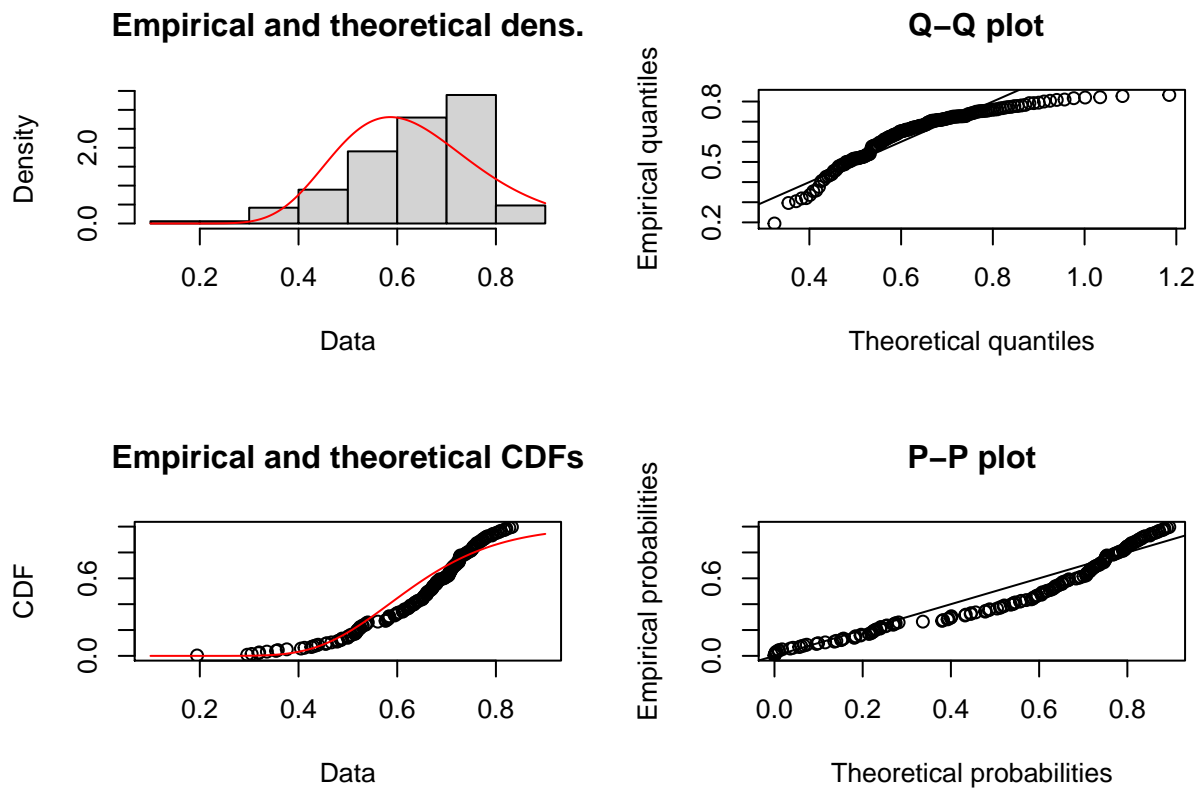 Empirical and theoretical dens.
Density
0.0
2.0
0.2
0.4
0.6
0.8
Data
Q−Q plot
Empirical quantiles
0.2
0.5
0.8
0.4
0.6
0.8
1.0
1.2
Theoretical quantiles
Empirical and theoretical CDFs
CDF
0.0
0.6
0.2
0.4
0.6
0.8
Data
P−P plot
Empirical probabilities
0.0
0.6
0.0
0.2
0.4
0.6
0.8
Theoretical probabilities